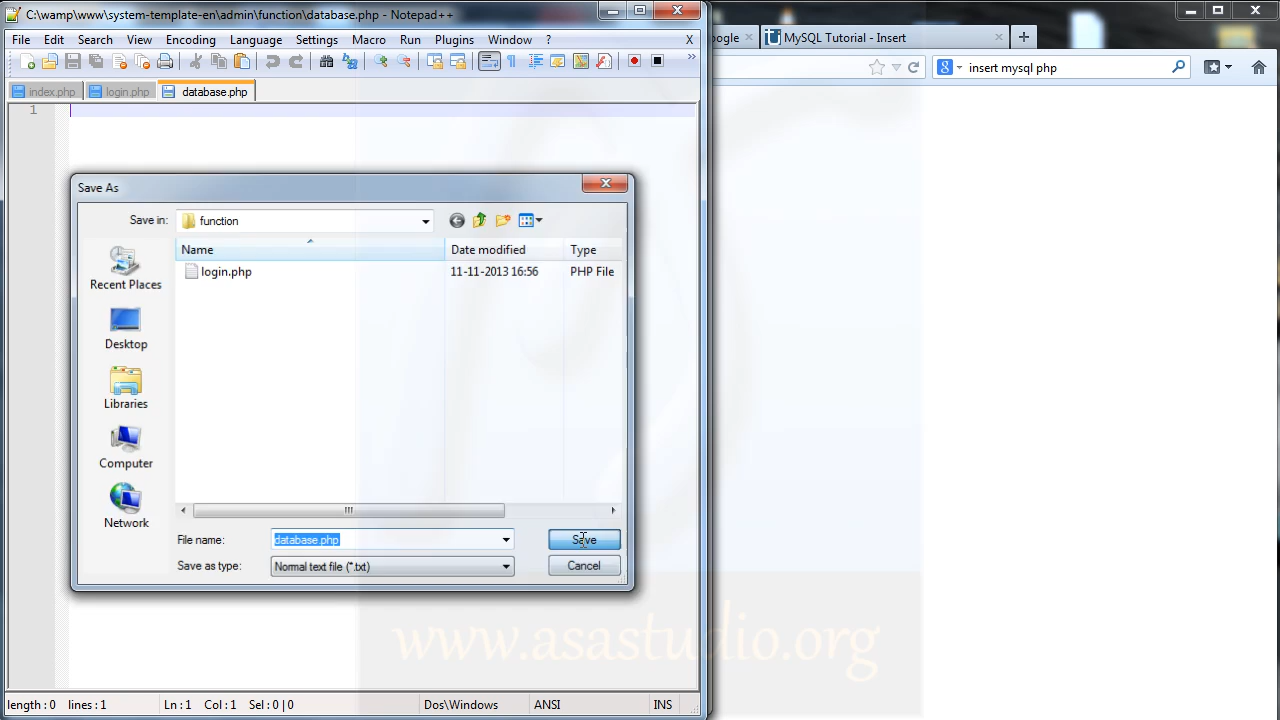 C:\wamp\www\system-template-en\admin\function\database.php - Notepad++
File Edit Search View Encoding Language Settings Macro Run Plugins Window ? X
index.php login.php database.php
1
Save As
Save in: function
Name Date modified Type
login.php 11-11-2013 16:56 PHP File
Recent Places
Desktop
Libraries
Computer
Network
File name: database.php Save
Save as type: Normal text file (*.txt) Cancel
length : 0 lines : 1 Ln : 1 Col : 1 Sel : 0 | 0 Dos\Windows ANSI INS
ogle MySQL Tutorial - Insert
insert mysql php
www.asastudio.org